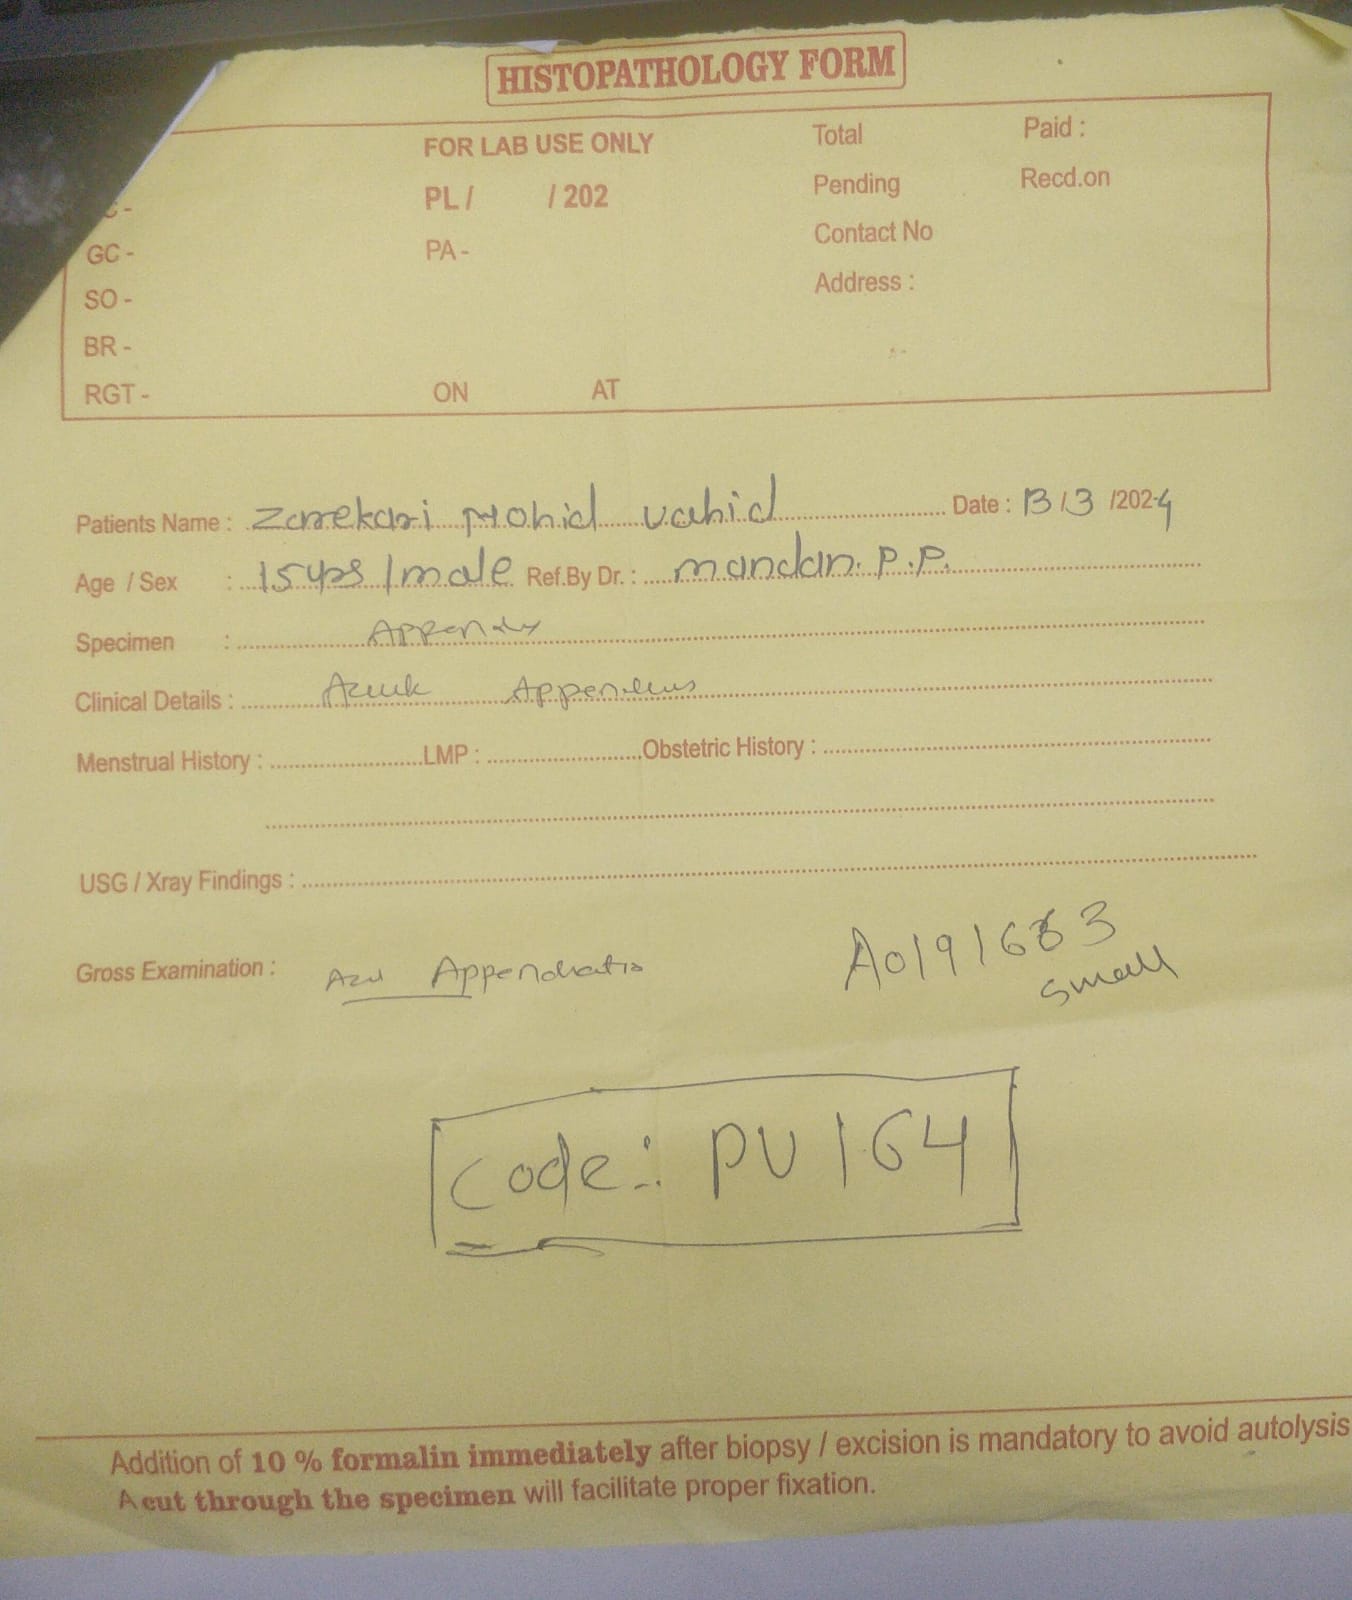 HISTOPATHOLOGY FORM
FOR LAB USE ONLY
Total Paid :
PL / / 202
Pending Recd.on
GC - PA -
Contact No
SO -
Address :
BR -
RGT - ON AT
Patients Name : Zarekari Mohid vahid Date : 13/3/2024
Age / Sex : 15yrs / male Ref.By Dr. : mandan. P.P.
Specimen : Appendix
Clinical Details :
Menstrual History : LMP : Obstetric History :
USG / Xray Findings :
A0191683
Gross Examination :
small
Code:- PU 164
Addition of 10 % formalin immediately after biopsy / excision is mandatory to avoid autolysis
A cut through the specimen will facilitate proper fixation.